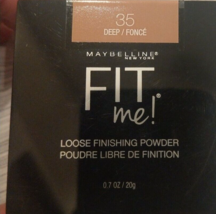 35
DEEP / FONCÉ
MAYBELLINE®
NEW YORK
FIT
me!®
LOOSE FINISHING POWDER
POUDRE LIBRE DE FINITION
0.7 OZ / 20g